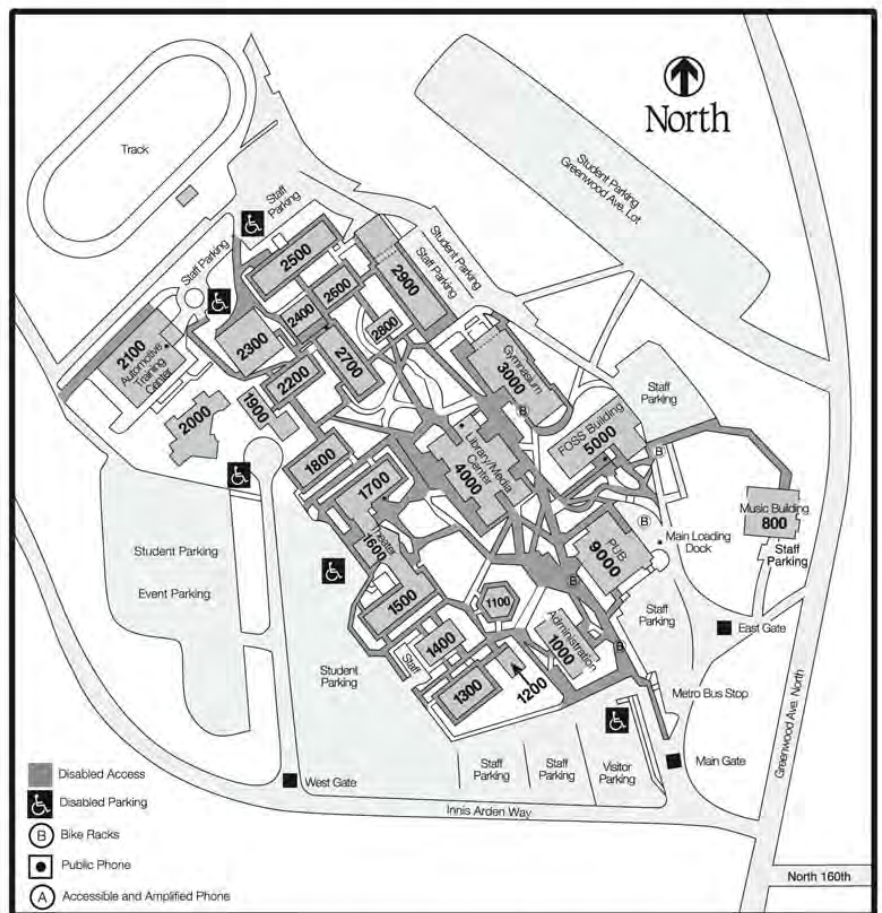 North
Track
Student Parking
Greenwood Ave. Lot
Staff
Parking
Staff Parking
Student Parking
Staff Parking
2500
2600
2900
2400
2800
2300
2700
2100
Automotive
Training
Center
2200
2000
1900
Gymnasium
3000
Staff
Parking
B
FOSS Building
5000
B
Library/Media
Center
4000
1800
1700
Theater
1600
Music Building
800
Staff
Parking
B
Main Loading
Dock
PUB
9000
B
Student Parking
Event Parking
1500
1100
1400
Staff
1300
1200
Administration
1000
B
Staff
Parking
East Gate
Student
Parking
Metro Bus Stop
Greenwood Ave. North
Staff
Parking
Staff
Parking
Visitor
Parking
Main Gate
West Gate
Innis Arden Way
North 160th
Disabled Access
Disabled Parking
B Bike Racks
Public Phone
A Accessible and Amplified Phone